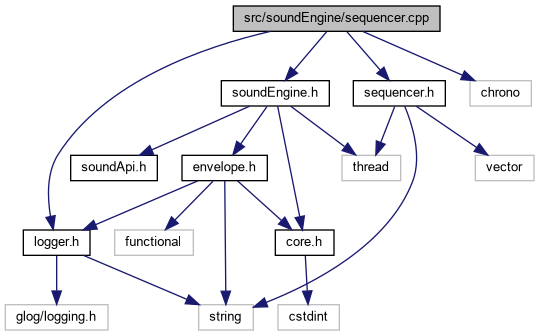 src/soundEngine/sequencer.cpp
soundEngine.h
sequencer.h
chrono
soundApi.h
envelope.h
thread
vector
logger.h
functional
core.h
glog/logging.h
string
cstdint